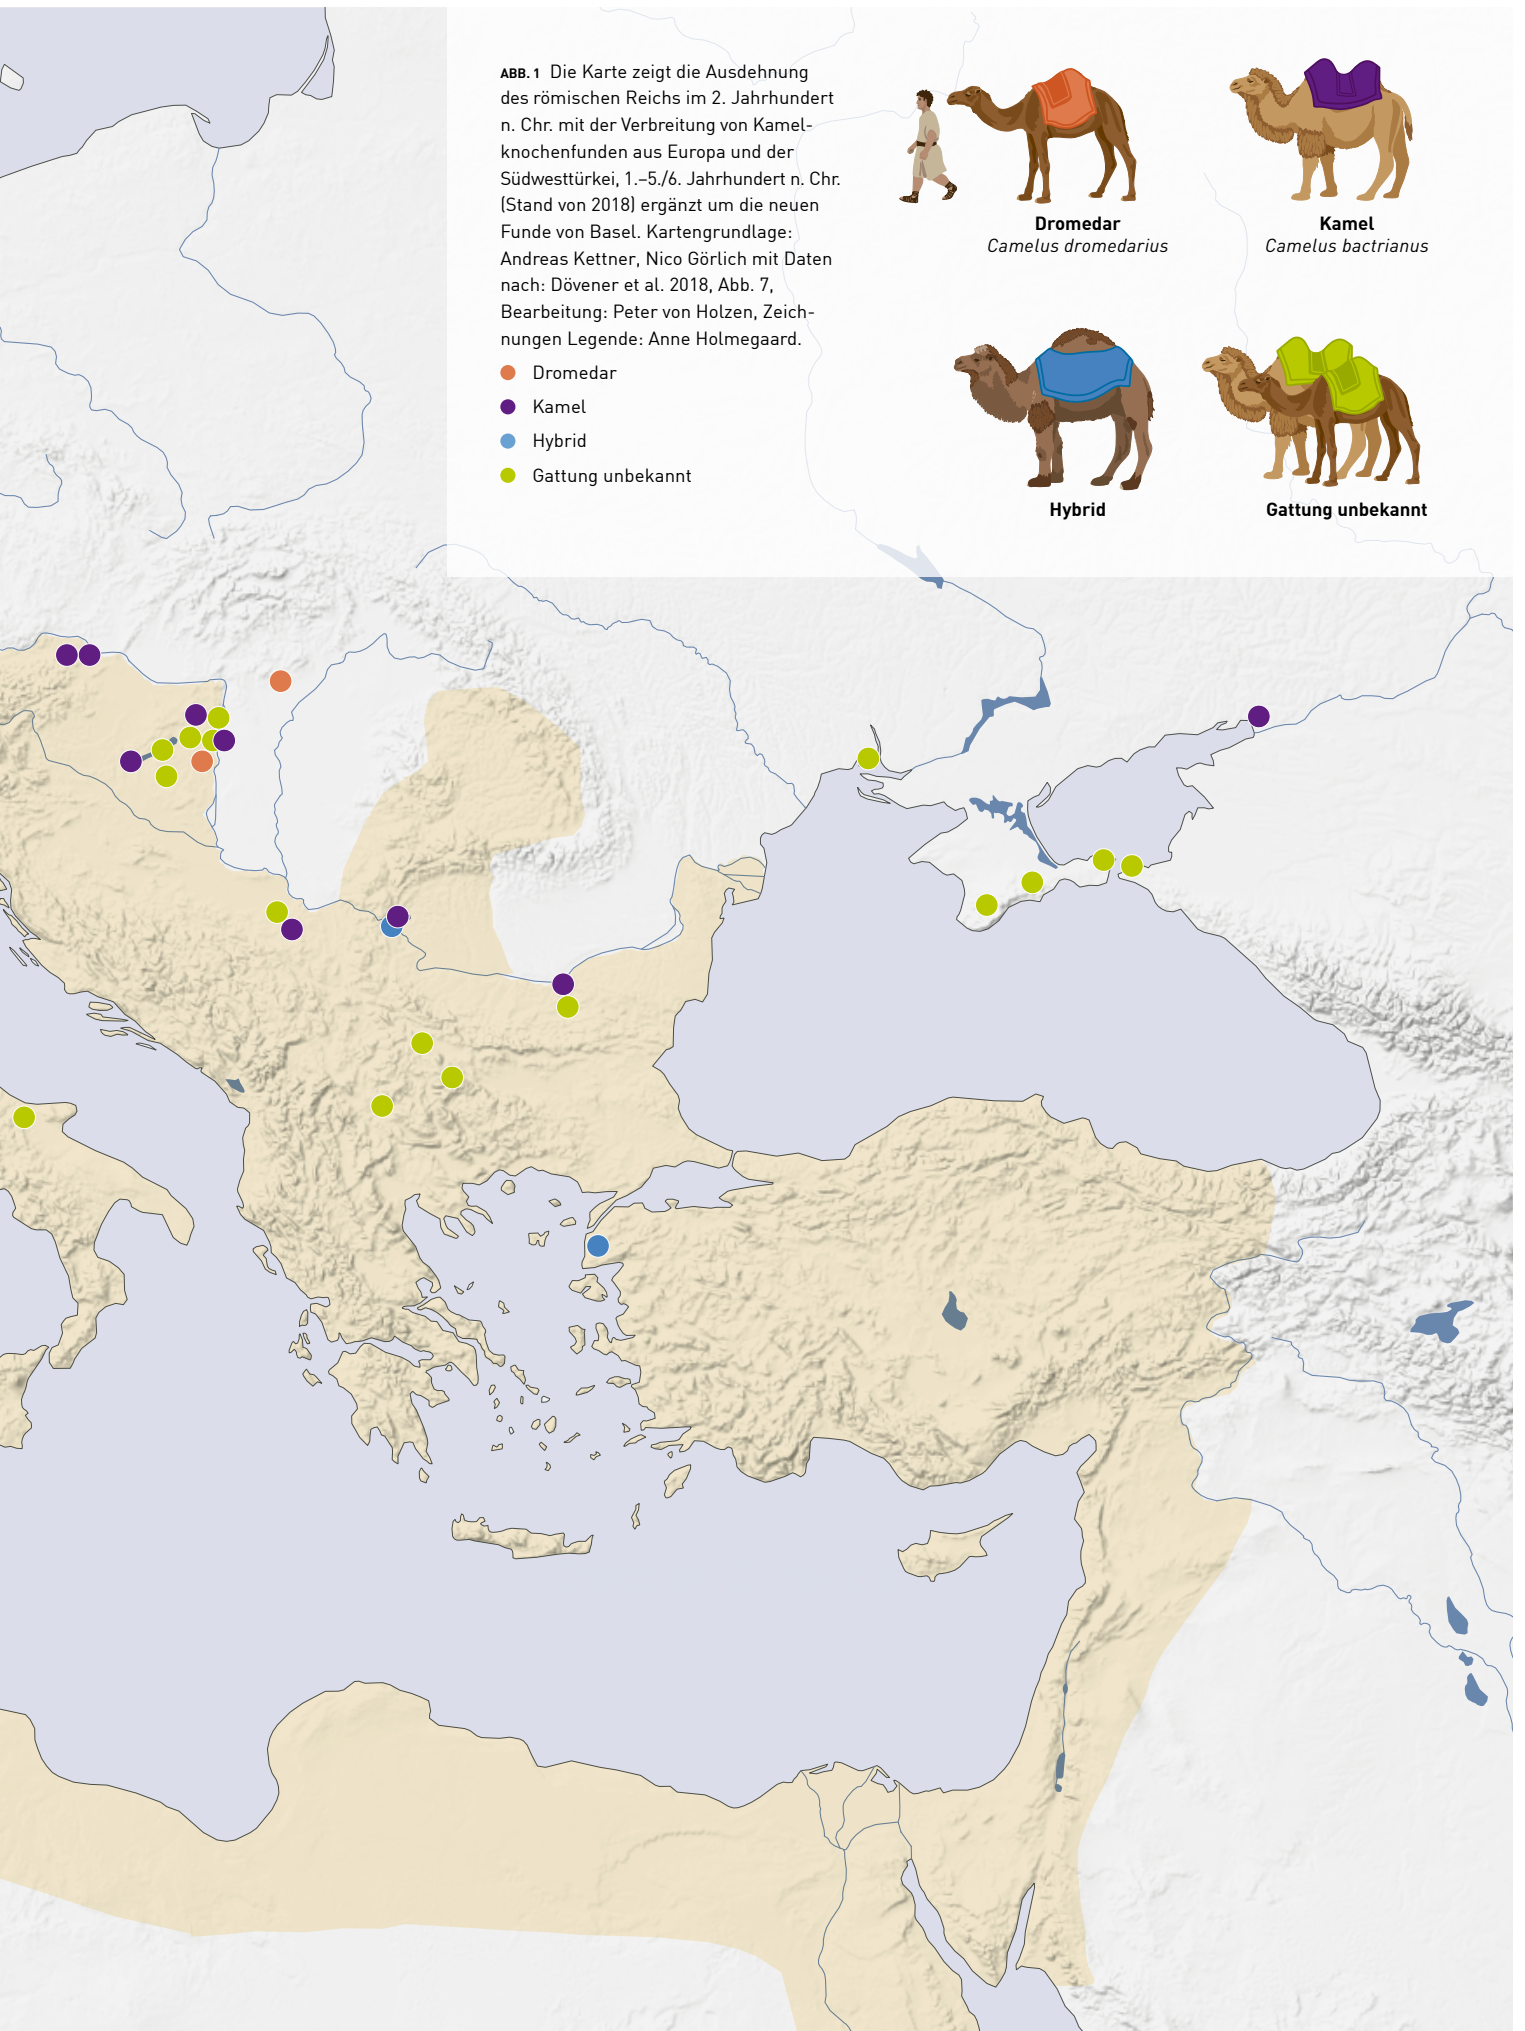 ABB. 1 Die Karte zeigt die Ausdehnung
des römischen Reichs im 2. Jahrhundert
n. Chr. mit der Verbreitung von Kamel-
knochenfunden aus Europa und der
Südwesttürkei, 1.–5./6. Jahrhundert n. Chr.
(Stand von 2018) ergänzt um die neuen
Funde von Basel. Kartengrundlage:
Andreas Kettner, Nico Görlich mit Daten
nach: Dövener et al. 2018, Abb. 7,
Bearbeitung: Peter von Holzen, Zeich-
nungen Legende: Anne Holmegaard.
Dromedar
Kamel
Hybrid
Gattung unbekannt
Dromedar
Camelus dromedarius
Kamel
Camelus bactrianus
Hybrid
Gattung unbekannt